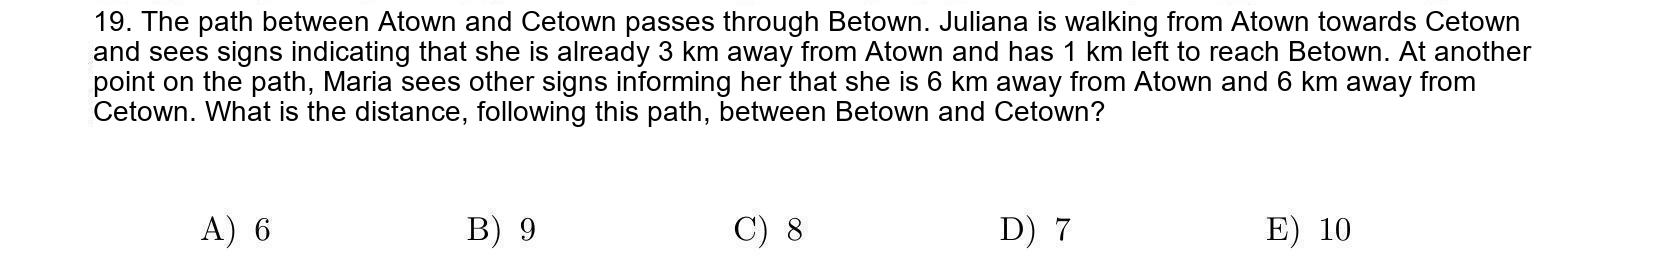 19. The path between Atown and Cetown passes through Betown. Juliana is walking from Atown towards Cetown
and sees signs indicating that she is already 3 km away from Atown and has 1 km left to reach Betown. At another
point on the path, Maria sees other signs informing her that she is 6 km away from Atown and 6 km away from
Cetown. What is the distance, following this path, between Betown and Cetown?
A) 6 B) 9 C) 8 D) 7 E) 10